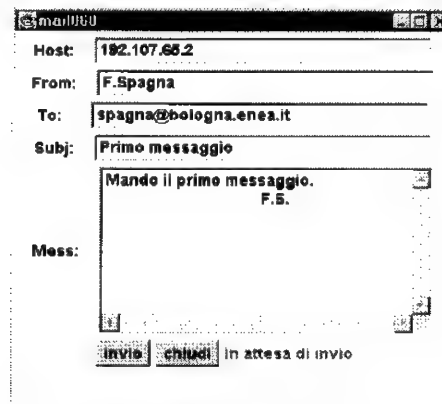 Host: 192.107.65.2
From: F.Spagna
To: spagna@bologna.enea.it
Subj: Primo messaggio
Mess: Mando il primo messaggio.
F.S.
invio chiudi In attesa di invio